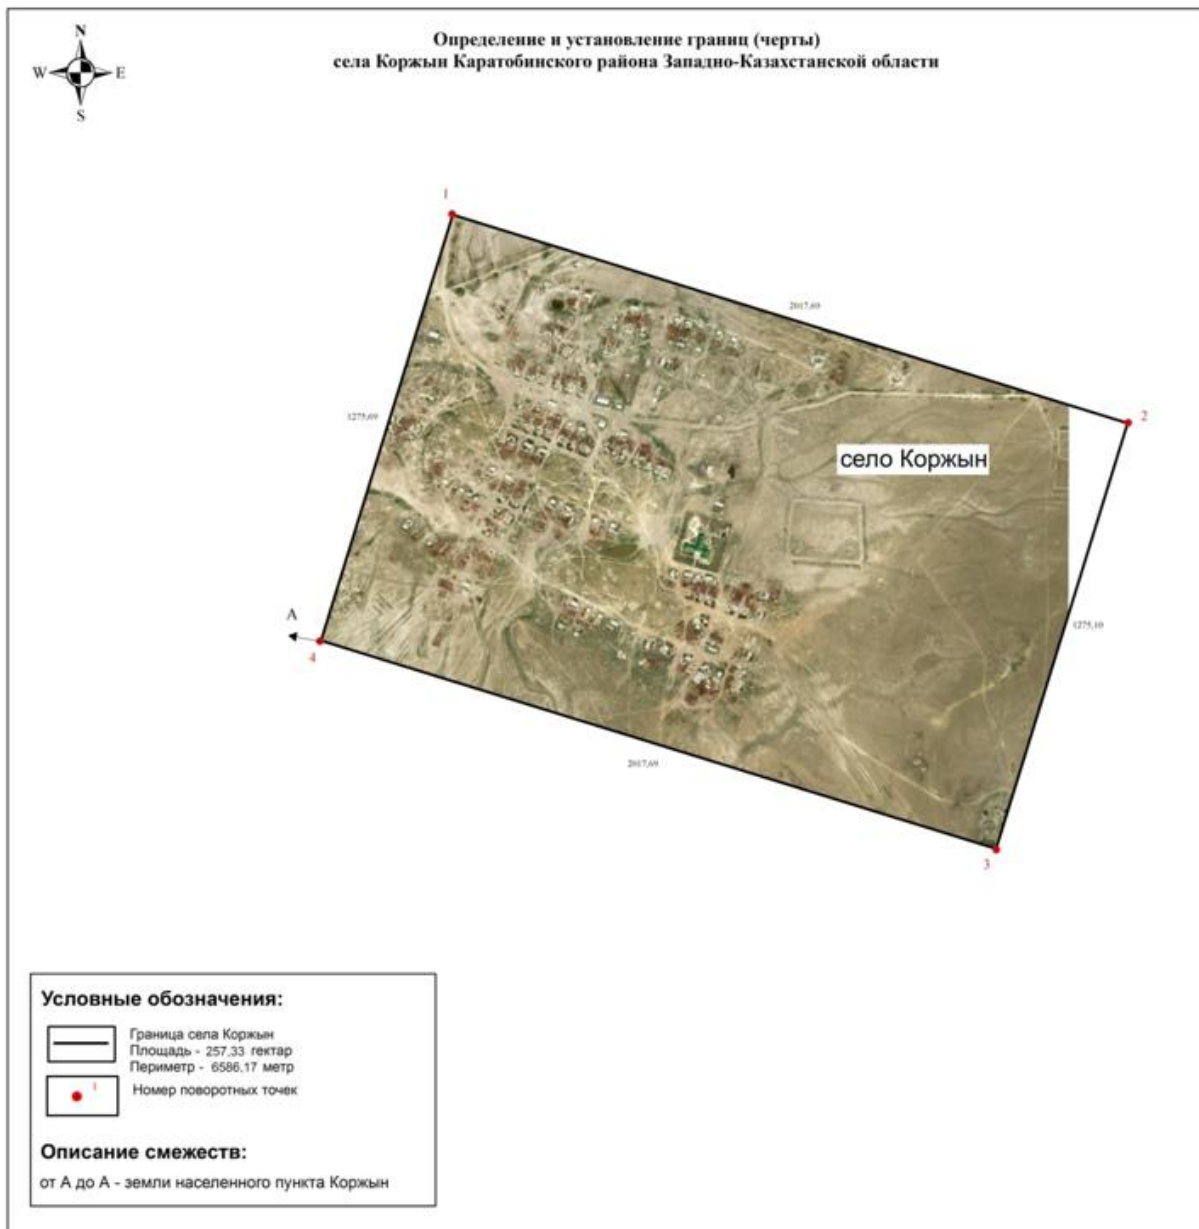 N
W E
S
Определение и установление границ (черты)
села Коржын Каратобинского района Западно-Казахстанской области
1
2017,69
2
1275,69
село Коржын
1275,10
А
4
2017,69
3
Условные обозначения:
Граница села Коржын
Площадь - 257,33 гектар
Периметр - 6586,17 метр
1
Номер поворотных точек
Описание смежеств:
от А до А - земли населенного пункта Коржын